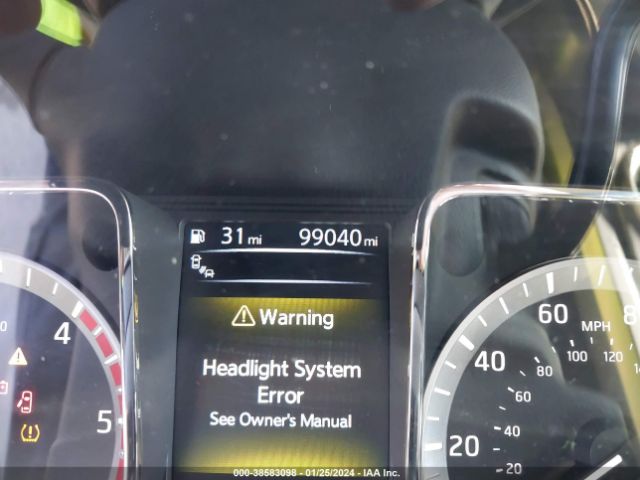 31 mi 99040 mi
Warning
Headlight System
Error
See Owner's Manual
4
5
60
MPH
40
20
100
120
80
60
40
20
000-38583098 - 01/25/2024 - IAA Inc.